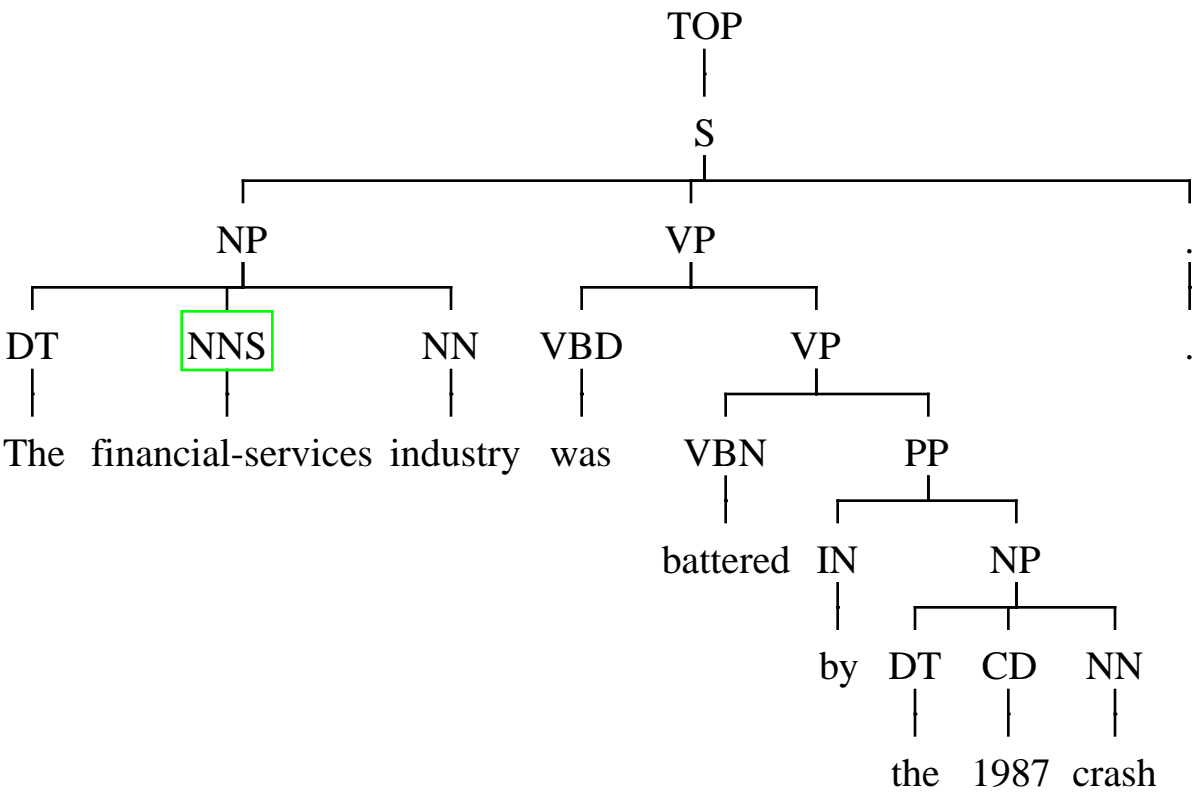 TOP
S
NP VP .
DT NNS NN VBD VP .
The financial-services industry was VBN PP
battered IN NP
by DT CD NN
the 1987 crash